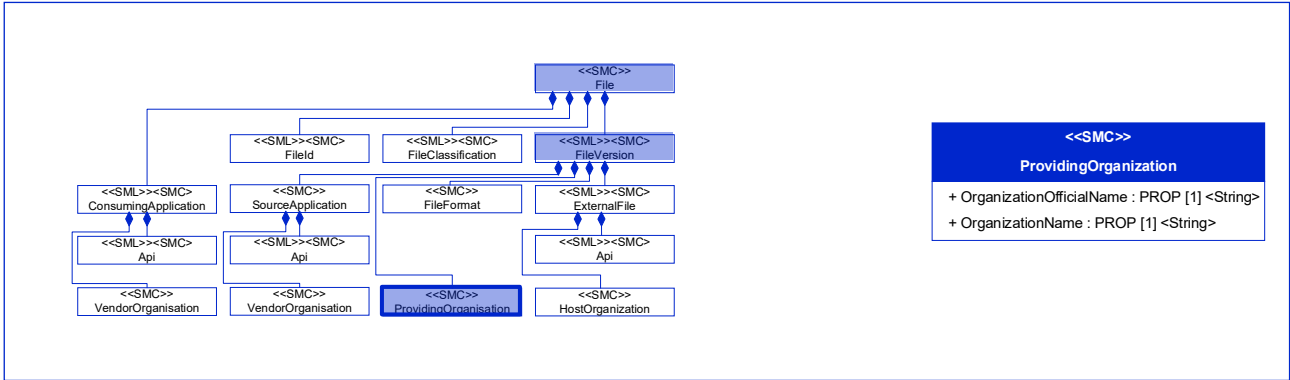 <<SMC>>
File
<<SML>><SMC>
FileId
<<SML>><SMC>
FileClassification
<<SML>><SMC>
FileVersion
<<SML>><SMC>
ConsumingApplication
<<SMC>>
SourceApplication
<<SMC>>
FileFormat
<<SML>><SMC>
ExternalFile
<<SML>><SMC>
Api
<<SML>><SMC>
Api
<<SML>><SMC>
Api
<<SMC>>
VendorOrganisation
<<SMC>>
VendorOrganisation
<<SMC>>
ProvidingOrganisation
<<SMC>>
HostOrganization
<<SMC>>
ProvidingOrganization
+ OrganizationOfficialName : PROP [1] <String>
+ OrganizationName : PROP [1] <String>